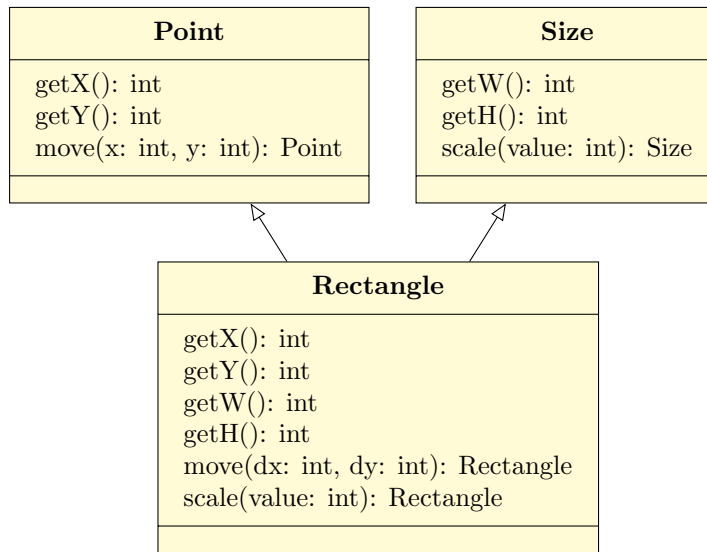 Point
getX(): int
getY(): int
move(x: int, y: int): Point
Size
getW(): int
getH(): int
scale(value: int): Size
Rectangle
getX(): int
getY(): int
getW(): int
getH(): int
move(dx: int, dy: int): Rectangle
scale(value: int): Rectangle